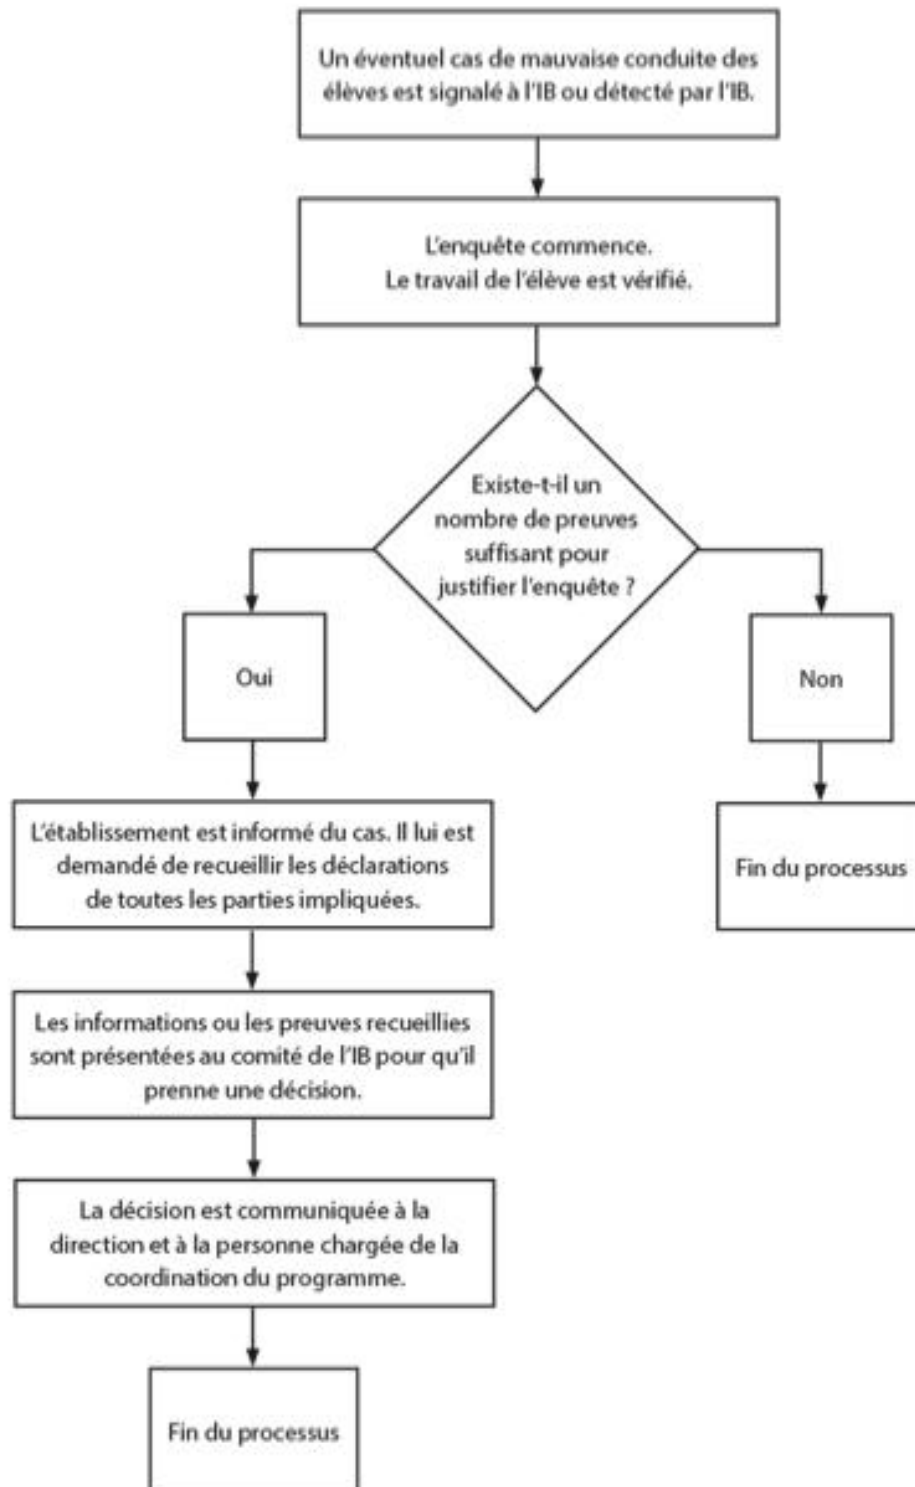 Un éventuel cas de mauvaise conduite des
élèves est signalé à l'IB ou détecté par l'IB.
L'enquête commence.
Le travail de l'élève est vérifié.
Existe-t-il un
nombre de preuves
suffisant pour
justifier l'enquête ?
Oui
Non
L'établissement est informé du cas. Il lui est
demandé de recueillir les déclarations
de toutes les parties impliquées.
Fin du processus
Les informations ou les preuves recueillies
sont présentées au comité de l'IB pour qu'il
prenne une décision.
La décision est communiquée à la
direction et à la personne chargée de la
coordination du programme.
Fin du processus